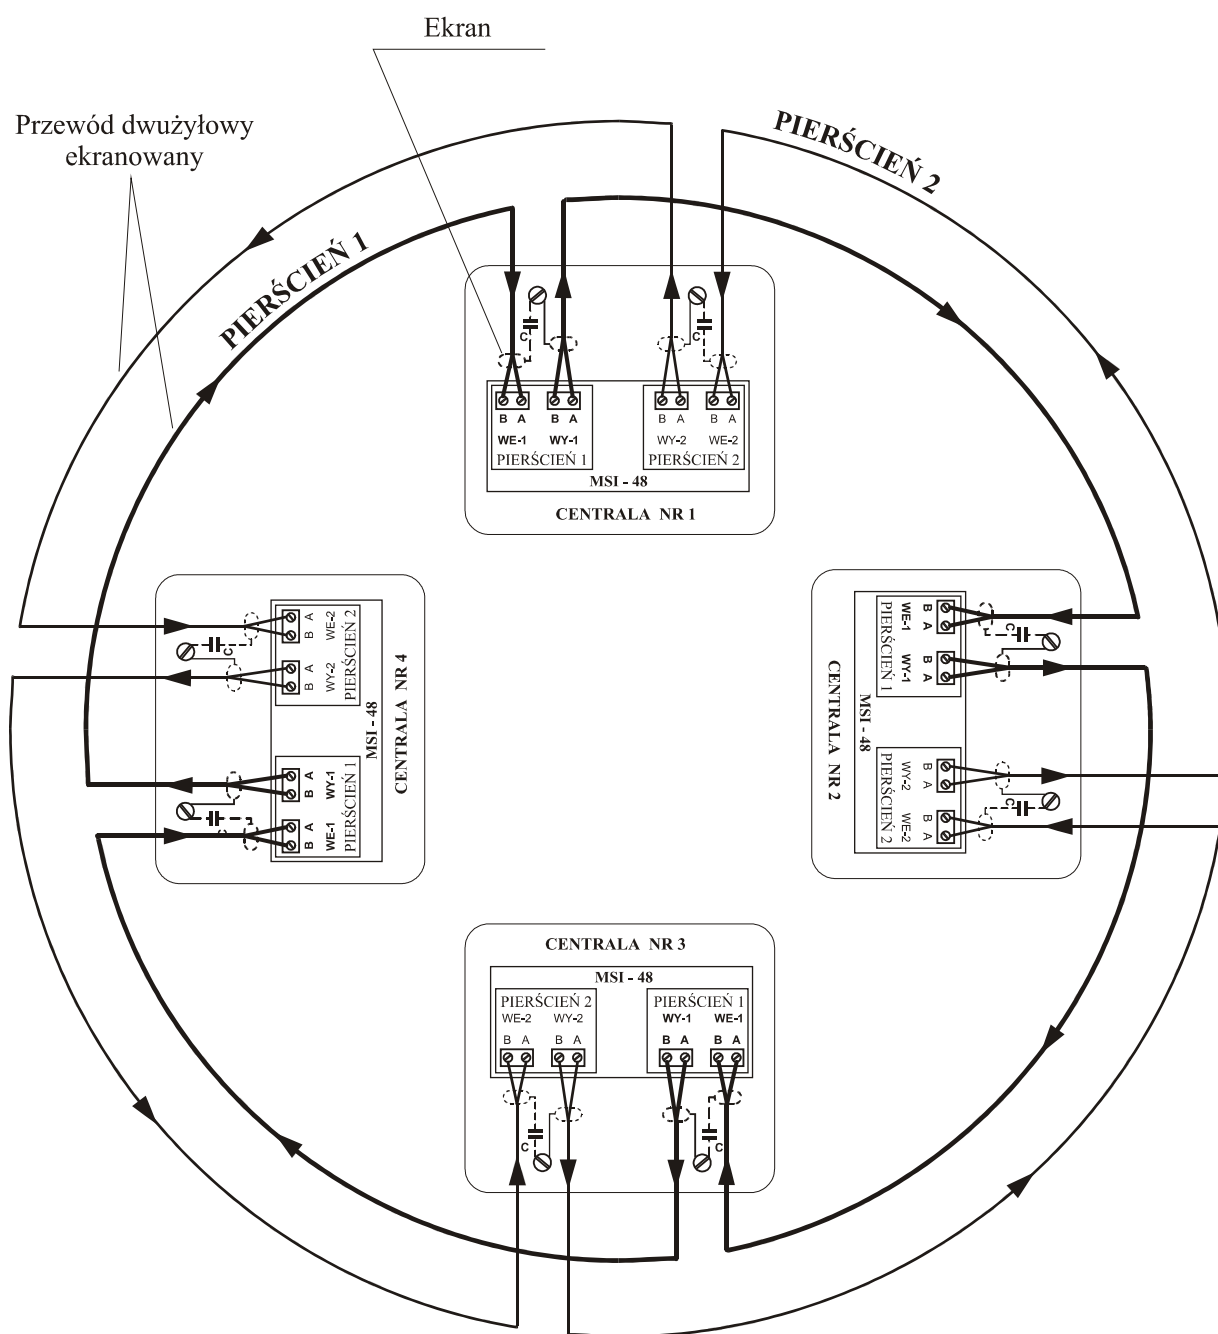 Ekran
Przewód dwużyłowy
ekranowany
PIERŚCIEŃ 2
PIERŚCIEŃ 1
C
C
B A B A
WE-1 WY-1
PIERŚCIEŃ 1
B A B A
WY-2 WE-2
PIERŚCIEŃ 2
MSI - 48
CENTRALA NR 1
C
A
B
WE-2
A
B
WY-2
PIERŚCIEŃ 2
MSI - 48
CENTRALA NR 4
A
B
WY-1
A
B
WE-1
PIERŚCIEŃ 1
B
A
WE-1
B
A
WY-1
PIERŚCIEŃ 1
C
MSI - 48
CENTRALA NR 2
B
A
WY-2
B
A
WE-2
PIERŚCIEŃ 2
C
CENTRALA NR 3
MSI - 48
PIERŚCIEŃ 2
WE-2 WY-2
B A B A
PIERŚCIEŃ 1
WY-1 WE-1
B A B A
C
C